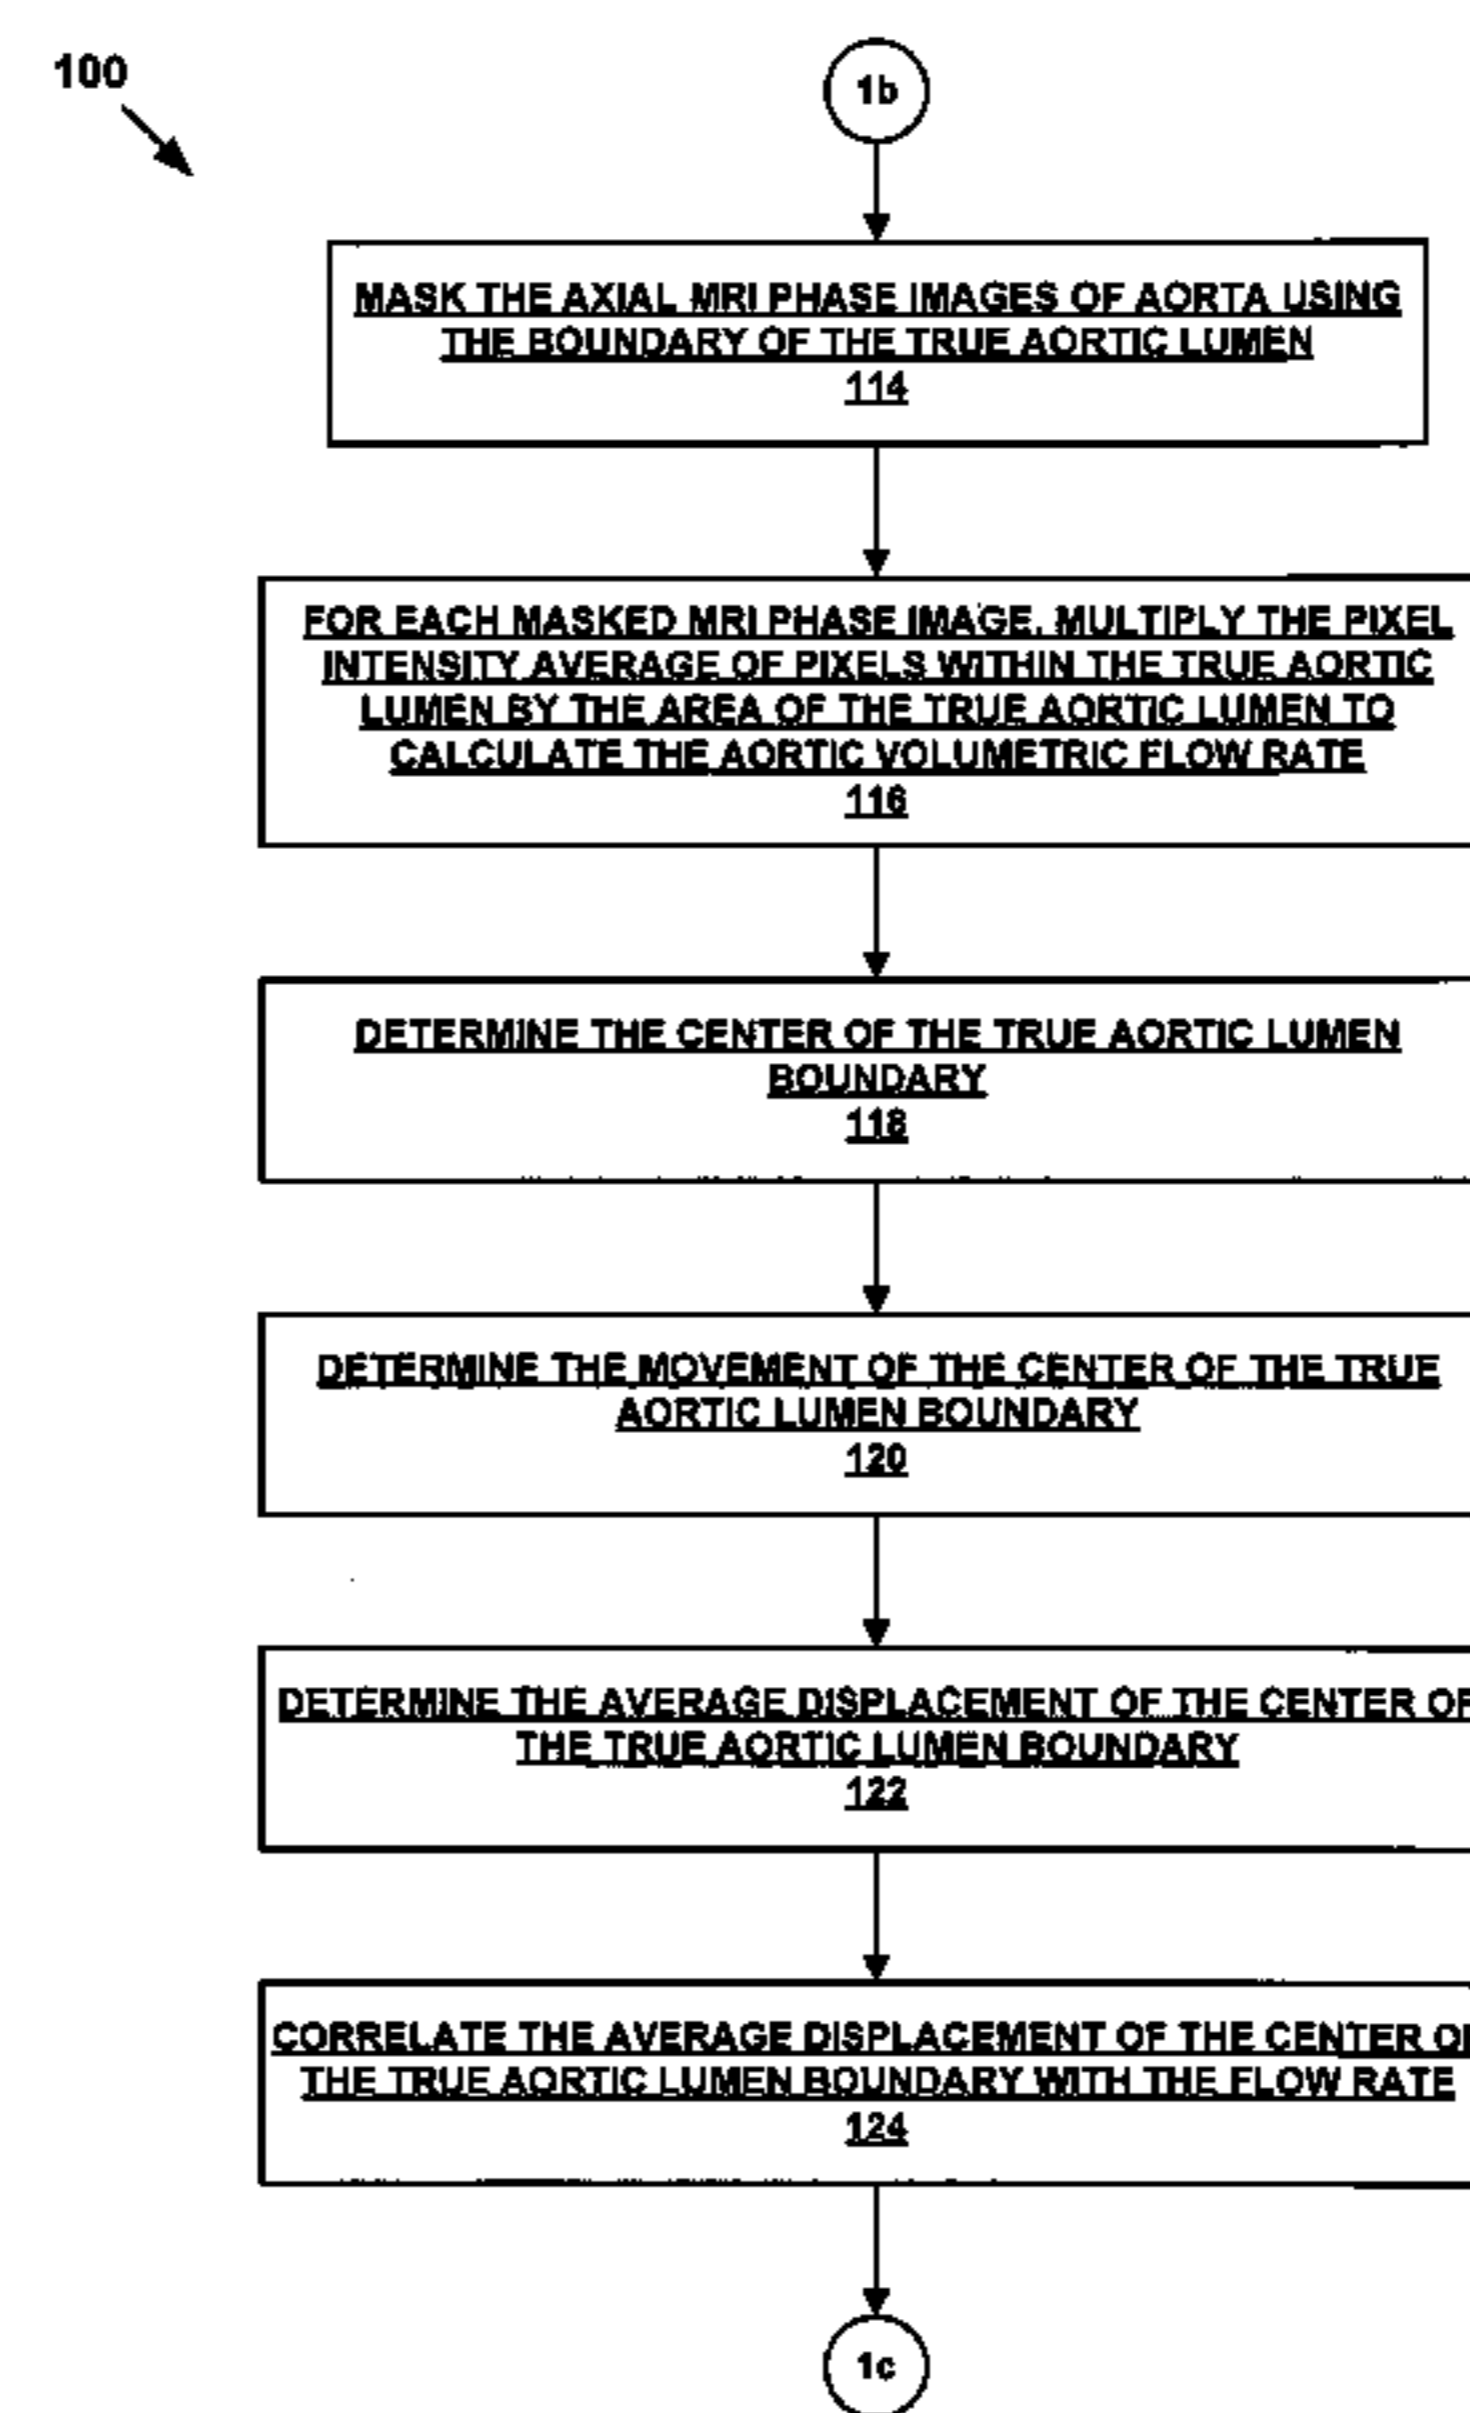 100
1b
MASK THE AXIAL MRI PHASE IMAGES OF AORTA USING
THE BOUNDARY OF THE TRUE AORTIC LUMEN
114
FOR EACH MASKED MRI PHASE IMAGE, MULTIPLY THE PIXEL
INTENSITY AVERAGE OF PIXELS WITHIN THE TRUE AORTIC
LUMEN BY THE AREA OF THE TRUE AORTIC LUMEN TO
CALCULATE THE AORTIC VOLUMETRIC FLOW RATE
116
DETERMINE THE CENTER OF THE TRUE AORTIC LUMEN
BOUNDARY
118
DETERMINE THE MOVEMENT OF THE CENTER OF THE TRUE
AORTIC LUMEN BOUNDARY
120
DETERMINE THE AVERAGE DISPLACEMENT OF THE CENTER OF
THE TRUE AORTIC LUMEN BOUNDARY
122
CORRELATE THE AVERAGE DISPLACEMENT OF THE CENTER OF
THE TRUE AORTIC LUMEN BOUNDARY WITH THE FLOW RATE
124
1c